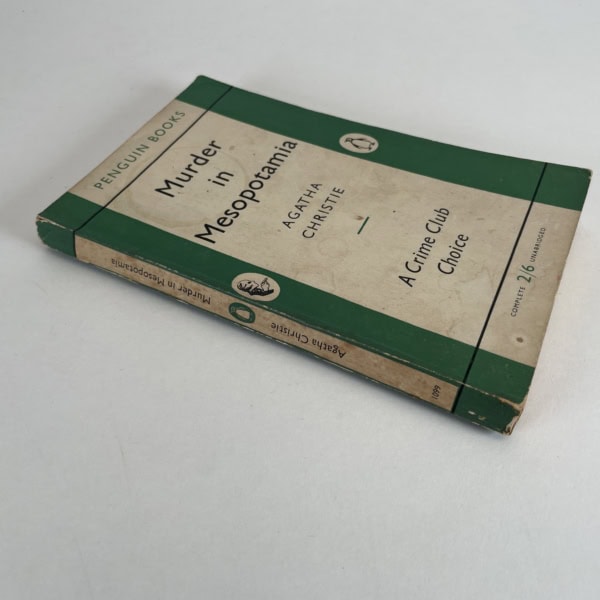 PENGUIN BOOKS
Murder
in
Mesopotamia
AGATHA
CHRISTIE
A Crime Club
Choice
COMPLETE 2/6 UNABRIDGED
Murder in Mesopotamia
Agatha Christie
1099